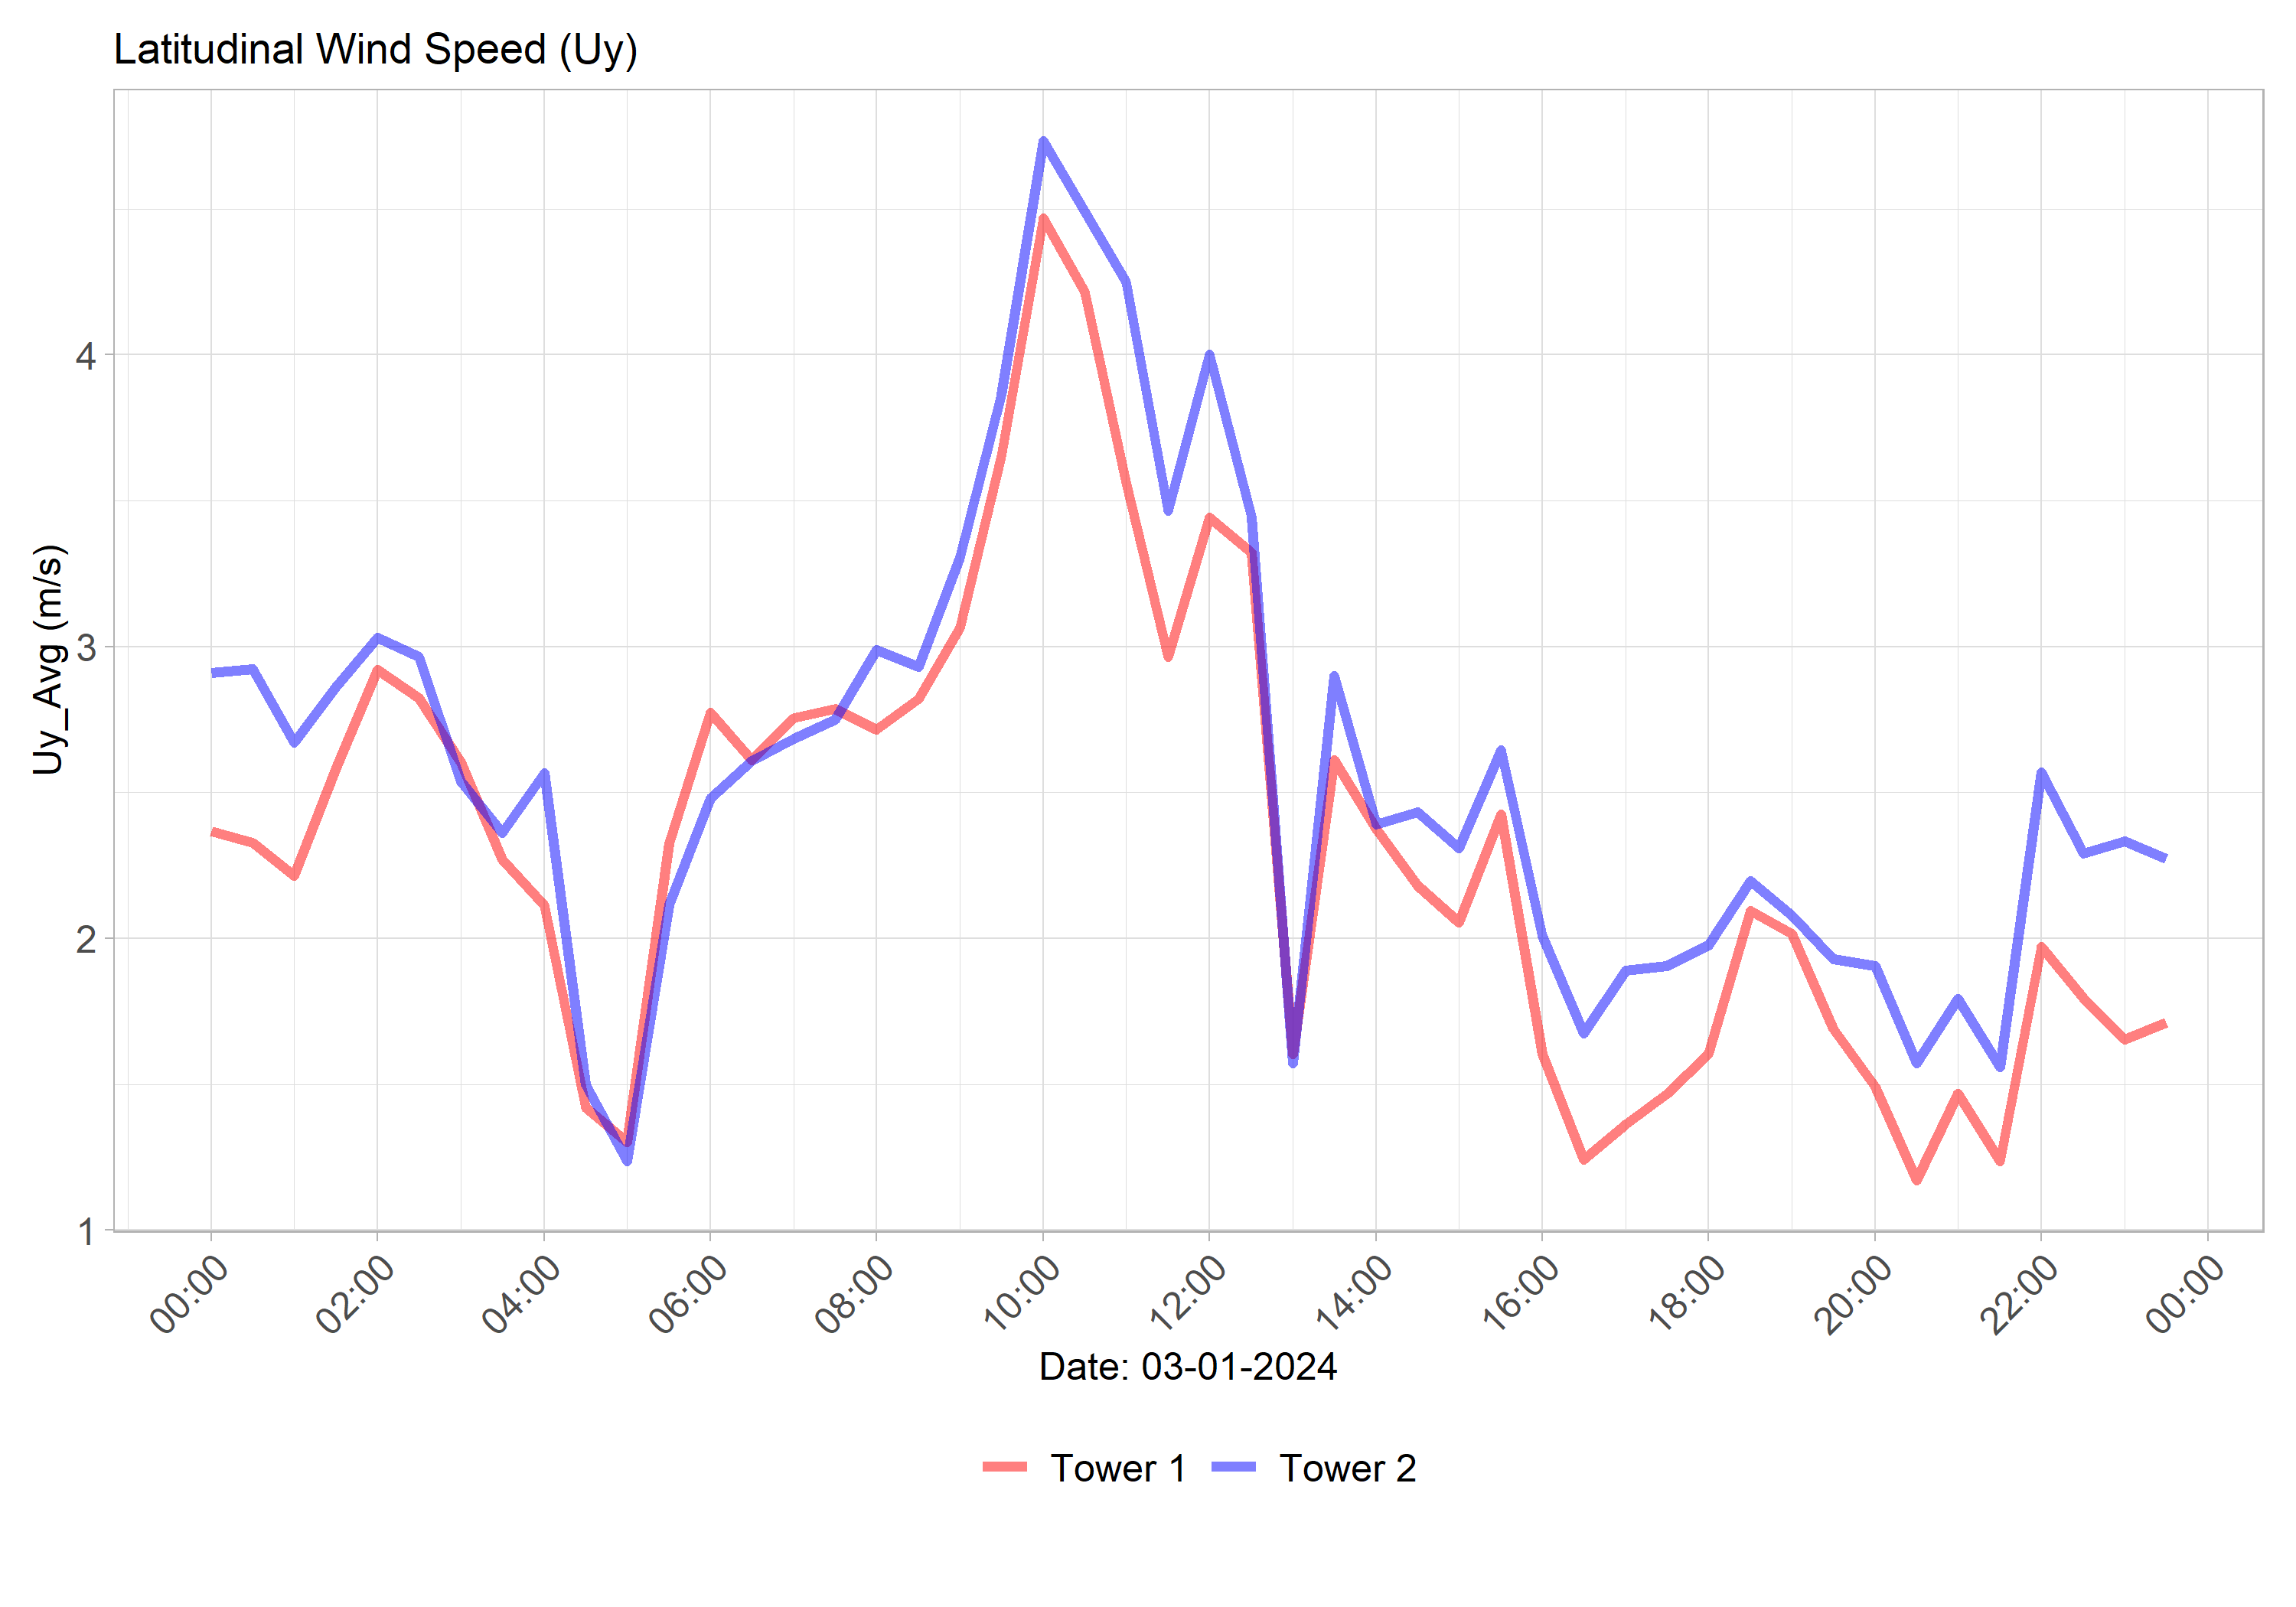 Latitudinal Wind Speed (Uy)
Uy_Avg (m/s)
4
3
2
1
00:00 02:00 04:00 06:00 08:00 10:00 12:00 14:00 16:00 18:00 20:00 22:00 00:00
Date: 03-01-2024
Tower 1 Tower 2